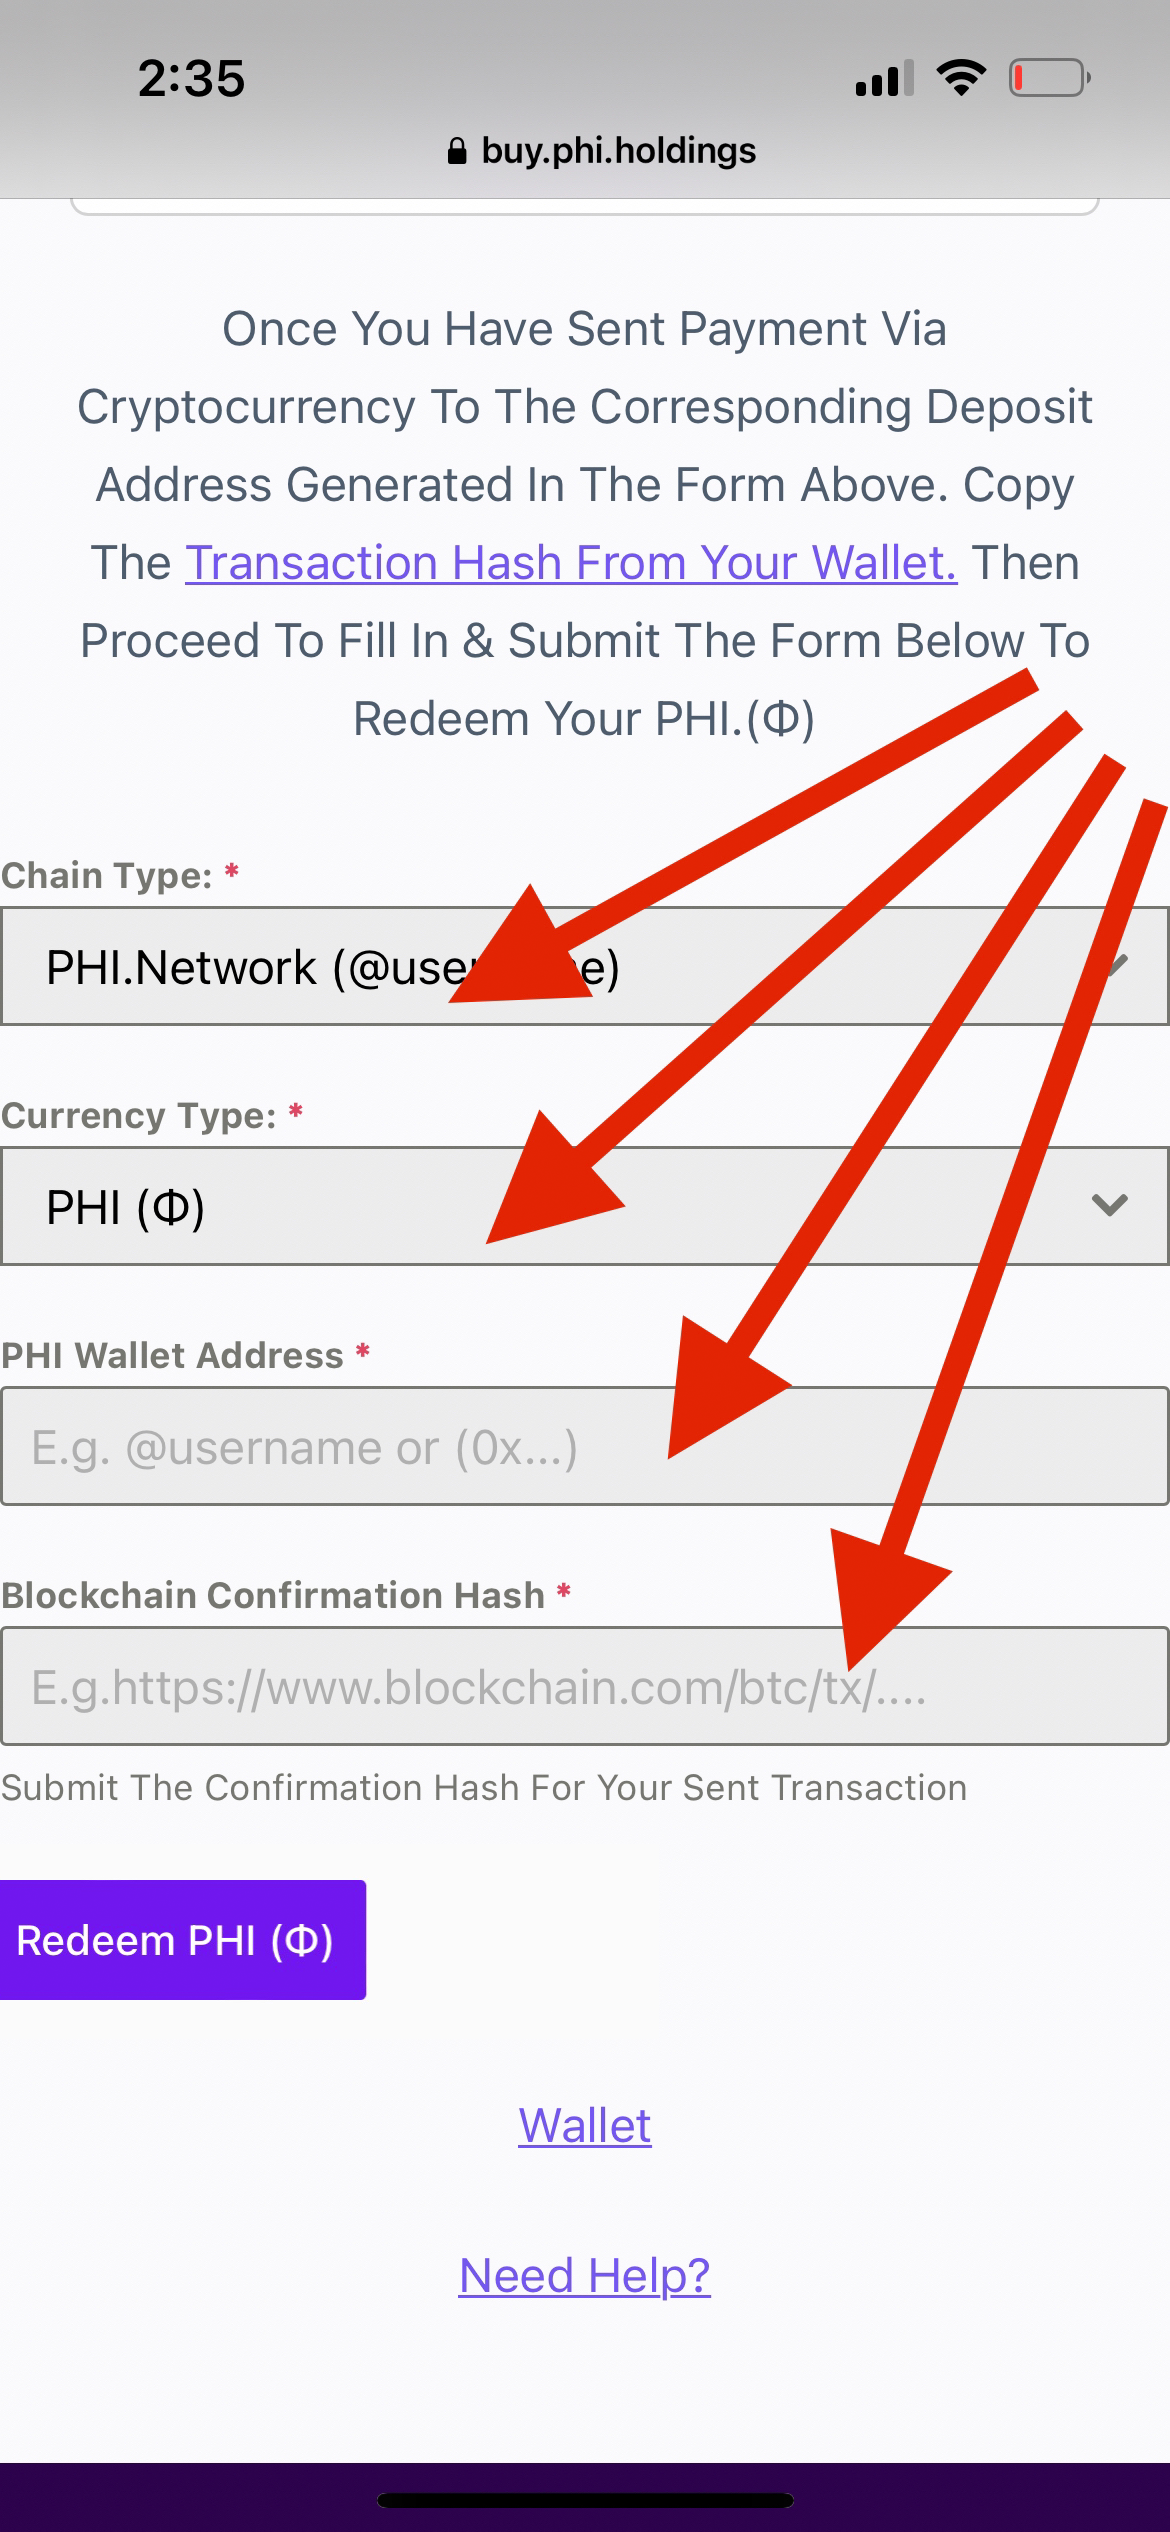 2:35
buy.phi.holdings
Once You Have Sent Payment Via
Cryptocurrency To The Corresponding Deposit
Address Generated In The Form Above. Copy
The Transaction Hash From Your Wallet. Then
Proceed To Fill In & Submit The Form Below To
Redeem Your PHI.(Φ)
Chain Type: *
PHI.Network (@username)
Currency Type: *
PHI (Φ)
PHI Wallet Address *
E.g. @username or (0x...)
Blockchain Confirmation Hash *
E.g.https://www.blockchain.com/btc/tx/....
Submit The Confirmation Hash For Your Sent Transaction
Redeem PHI (Φ)
Wallet
Need Help?